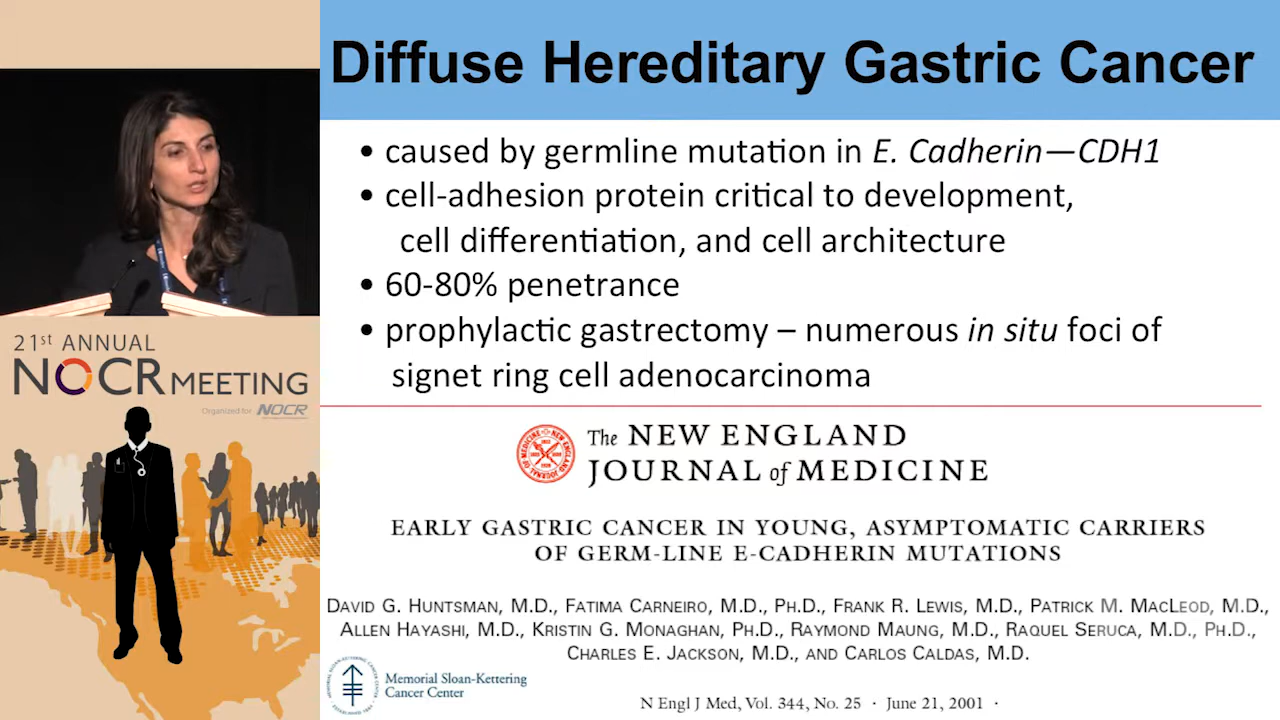 Diffuse Hereditary Gastric Cancer
• caused by germline mutation in E. Cadherin—CDH1
• cell-adhesion protein critical to development,
cell differentiation, and cell architecture
• 60-80% penetrance
• prophylactic gastrectomy – numerous in situ foci of
signet ring cell adenocarcinoma
21st ANNUAL
NOCR MEETING
Organized for NOCR
The NEW ENGLAND
JOURNAL of MEDICINE
EARLY GASTRIC CANCER IN YOUNG, ASYMPTOMATIC CARRIERS
OF GERM-LINE E-CADHERIN MUTATIONS
DAVID G. HUNTSMAN, M.D., FATIMA CARNEIRO, M.D., PH.D., FRANK R. LEWIS, M.D., PATRICK M. MACLEOD, M.D.,
ALLEN HAYASHI, M.D., KRISTIN G. MONAGHAN, PH.D., RAYMOND MAUNG, M.D., RAQUEL SERUCA, M.D., PH.D.,
CHARLES E. JACKSON, M.D., AND CARLOS CALDAS, M.D.
Memorial Sloan-Kettering
Cancer Center
N Engl J Med, Vol. 344, No. 25 · June 21, 2001 ·